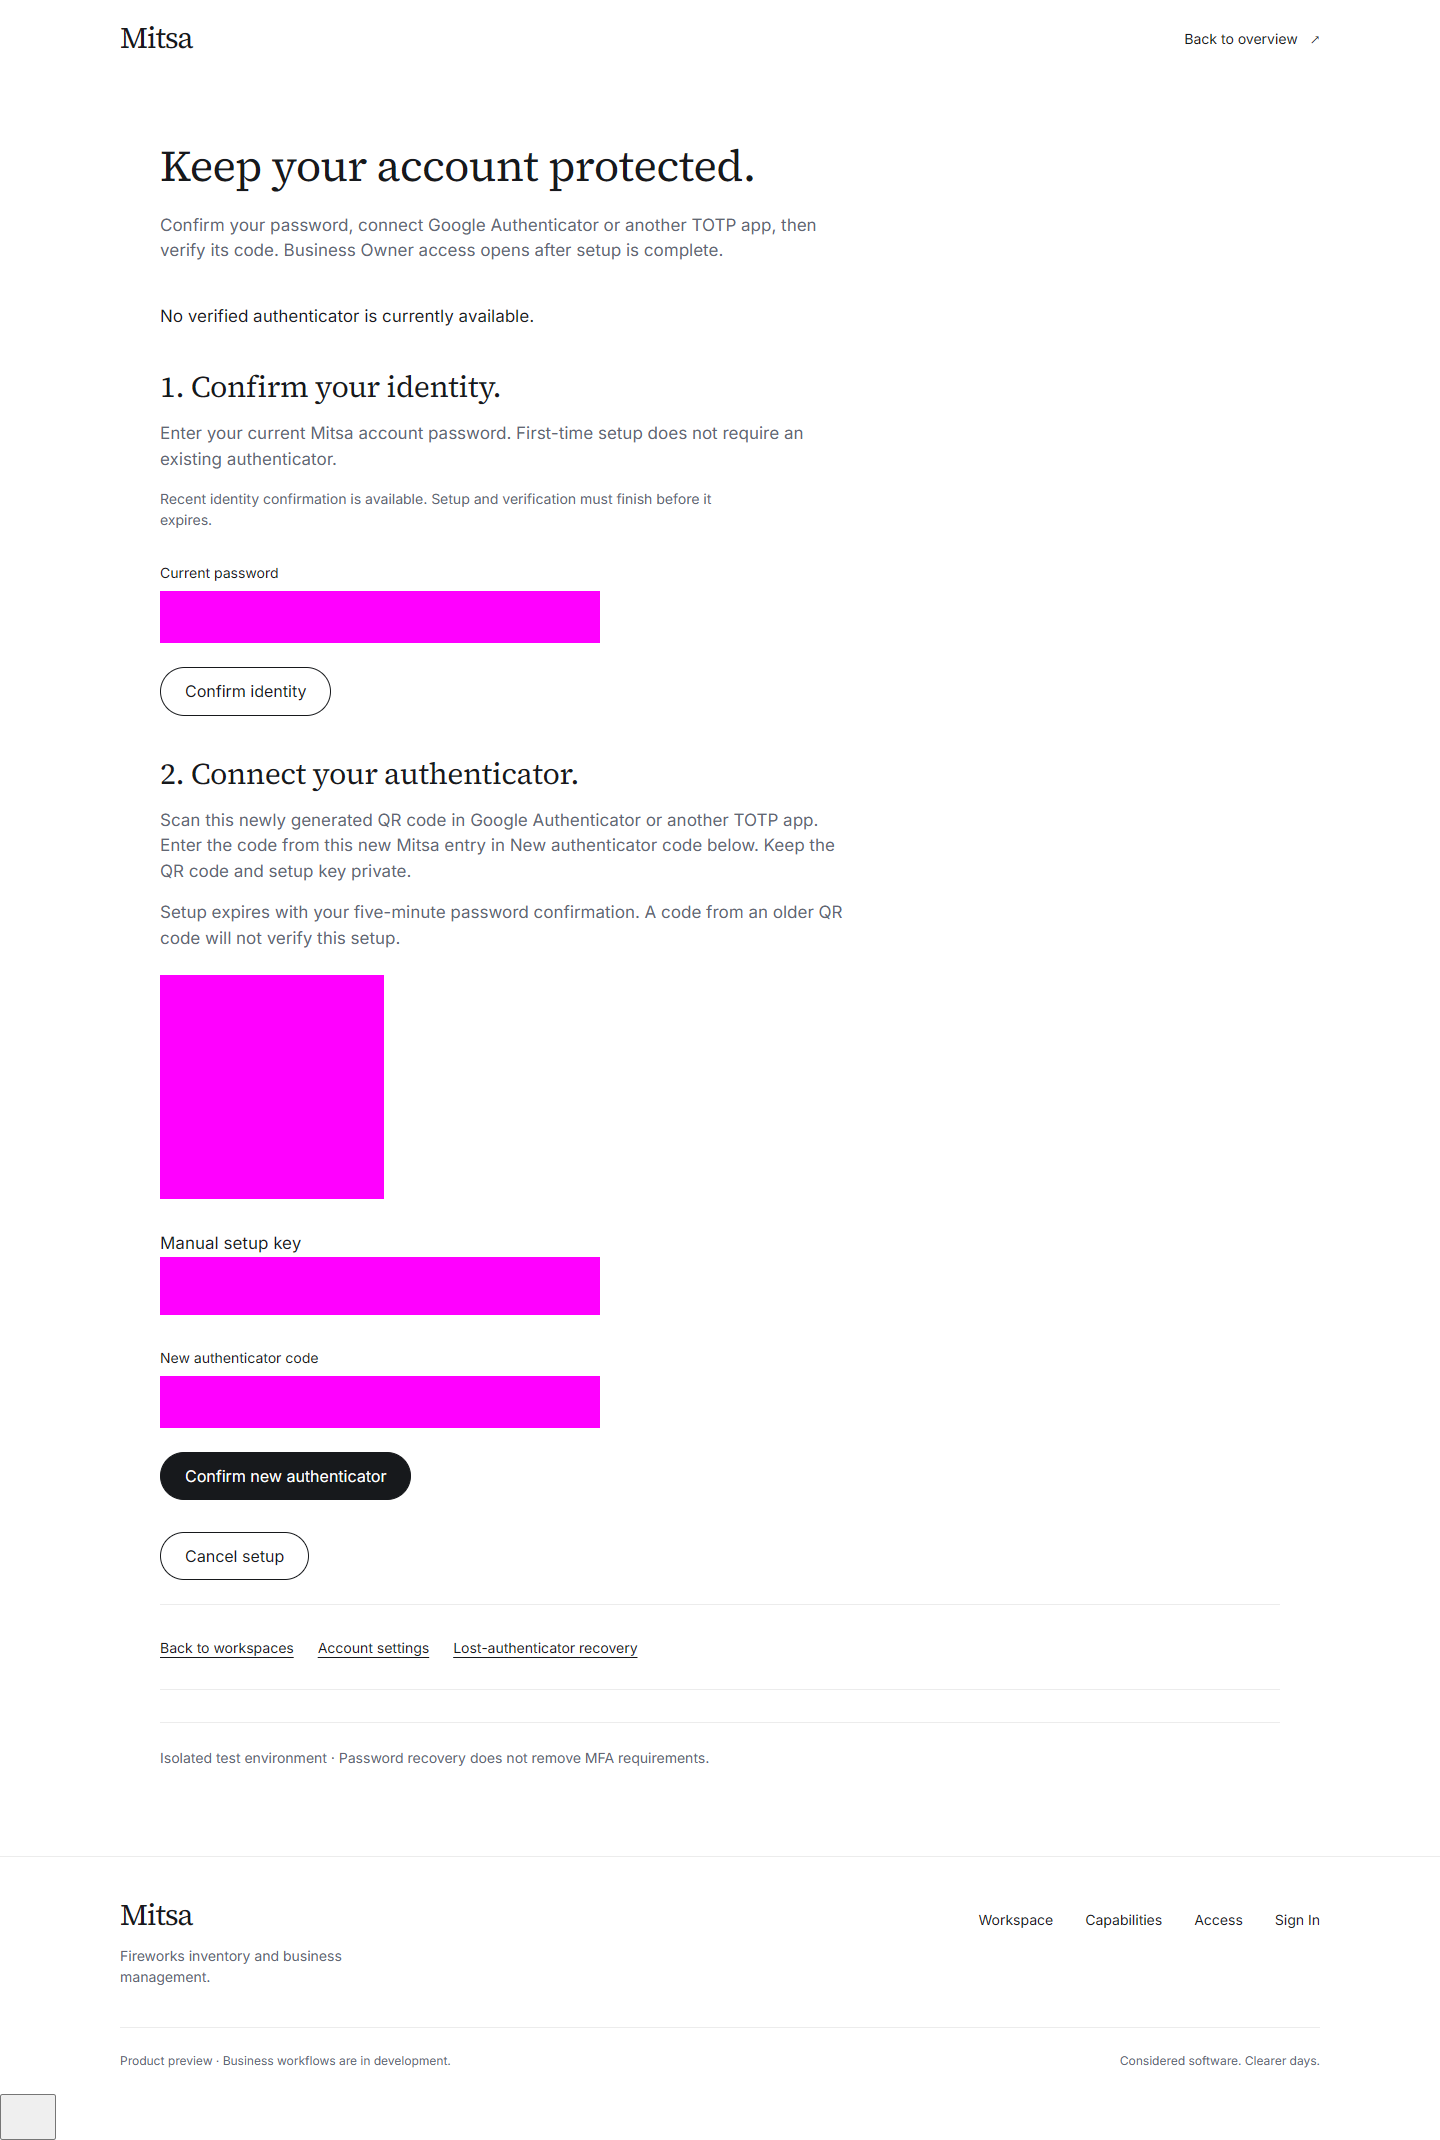 Mitsa
Back to overview ↗
Keep your account protected.
Confirm your password, connect Google Authenticator or another TOTP app, then
verify its code. Business Owner access opens after setup is complete.
No verified authenticator is currently available.
1. Confirm your identity.
Enter your current Mitsa account password. First-time setup does not require an
existing authenticator.
Recent identity confirmation is available. Setup and verification must finish before it
expires.
Current password
Confirm identity
2. Connect your authenticator.
Scan this newly generated QR code in Google Authenticator or another TOTP app.
Enter the code from this new Mitsa entry in New authenticator code below. Keep the
QR code and setup key private.
Setup expires with your five-minute password confirmation. A code from an older QR
code will not verify this setup.
Manual setup key
New authenticator code
Confirm new authenticator
Cancel setup
Back to workspaces Account settings Lost-authenticator recovery
Isolated test environment · Password recovery does not remove MFA requirements.
Mitsa
Workspace Capabilities Access Sign In
Fireworks inventory and business
management.
Product preview · Business workflows are in development.
Considered software. Clearer days.